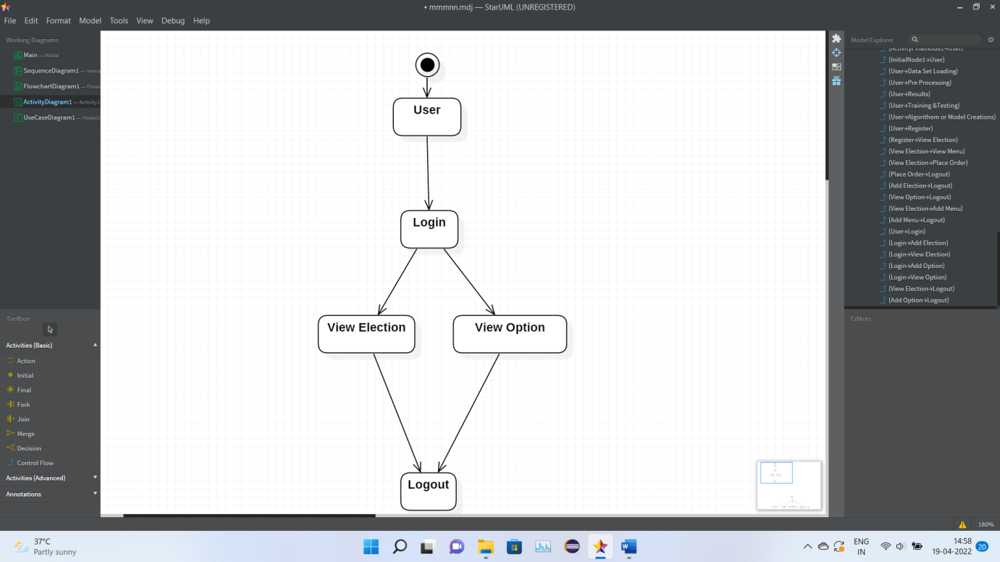 • mmmnn.mdj — StarUML (UNREGISTERED)
File Edit Format Model Tools View Debug Help
Working Diagrams
Main — Model
SequenceDiagram1 — Intera
FlowchartDiagram1 — Flowc
ActivityDiagram1 — Activity1
UseCaseDiagram1 — Model1
Toolbox
Activities (Basic)
Action
Initial
Final
Fork
Join
Merge
Decision
Control Flow
Activities (Advanced)
Annotations
User
Login
View Election
View Option
Logout
Model Explorer
(ActivityFinalNode1→User)
(InitialNode1→User)
(User→Data Set Loading)
(User→Pre Processing)
(User→Results)
(User→Training &Testing)
(User→Algorithem or Model Creations)
(User→Register)
(Register→View Election)
(View Election→View Menu)
(View Election→Place Order)
(Place Order→Logout)
(Add Election→Logout)
(View Option→Logout)
(View Election→Add Menu)
(Add Menu→Logout)
(User→Login)
(Login→Add Election)
(Login→View Election)
(Login→Add Option)
(Login→View Option)
(View Election→Logout)
(Add Option→Logout)
Editors
180%
37°C
Partly sunny
ENG
IN
14:58
19-04-2022
20